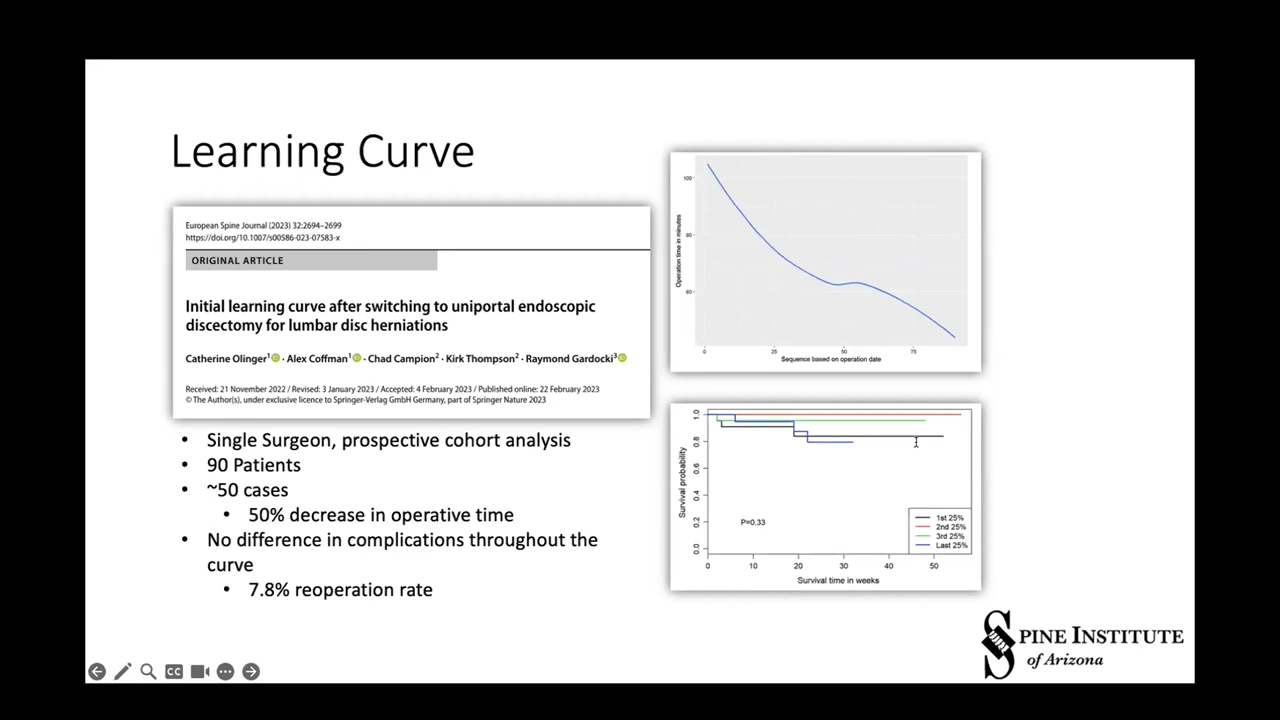 Learning Curve
European Spine Journal (2023) 32:2694–2699
https://doi.org/10.1007/s00586-023-07583-x
ORIGINAL ARTICLE
Initial learning curve after switching to uniportal endoscopic
discectomy for lumbar disc herniations
Catherine Olinger1 · Alex Coffman1 · Chad Campion2 · Kirk Thompson2 · Raymond Gardocki3
Received: 21 November 2022 / Revised: 3 January 2023 / Accepted: 4 February 2023 / Published online: 22 February 2023
© The Author(s), under exclusive licence to Springer-Verlag GmbH Germany, part of Springer Nature 2023
• Single Surgeon, prospective cohort analysis
• 90 Patients
• ~50 cases
• 50% decrease in operative time
• No difference in complications throughout the
curve
• 7.8% reoperation rate
Operation time in minutes
100
80
60
0 25 50 75
Sequence based on operation date
Survival probability
1.0
0.8
0.6
0.4
0.2
0.0
P=0.33
1st 25%
2nd 25%
3rd 25%
Last 25%
0 10 20 30 40 50
Survival time in weeks
SPINE INSTITUTE
of Arizona
CC